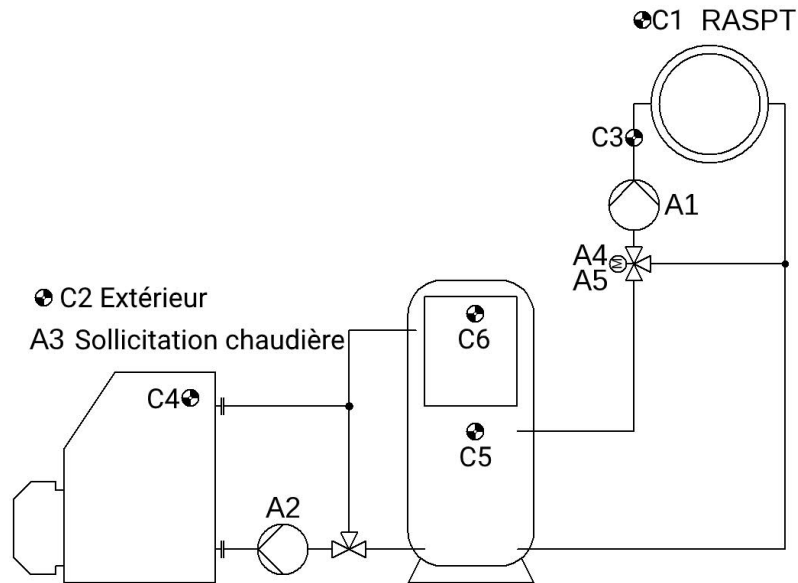 C1 RASPT
C3
A1
A4
M
A5
C2 Extérieur
C6
A3 Sollicitation chaudière
C4
C5
A2